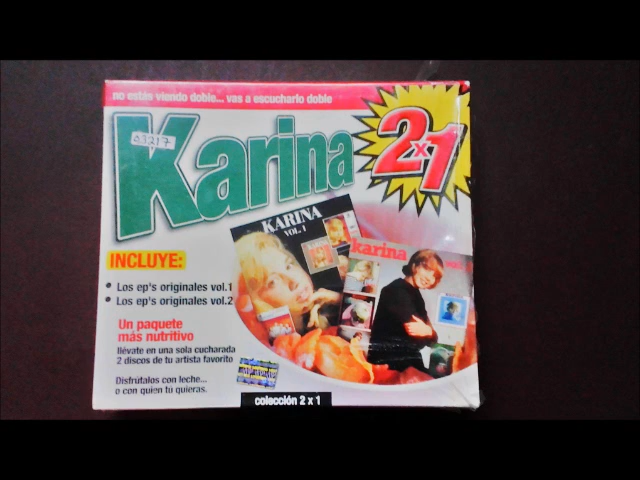 no estás viendo doble... vas a escucharlo doble
Karina
03217
2x1
INCLUYE:
• Los ep's originales vol.1
• Los ep's originales vol.2
KARINA
VOL. 1
karina
Un paquete
más nutritivo
llévate en una sola cucharada
2 discos de tu artista favorito
Disfrútalos con leche...
o con quien tú quieras.
colección 2 x 1